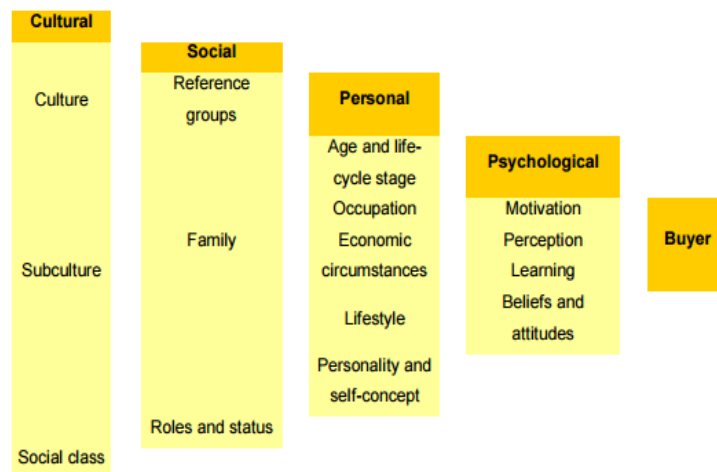 Cultural
Culture
Subculture
Social class
Social
Reference
groups
Family
Roles and status
Personal
Age and life-
cycle stage
Occupation
Economic
circumstances
Lifestyle
Personality and
self-concept
Psychological
Motivation
Perception
Learning
Beliefs and
attitudes
Buyer